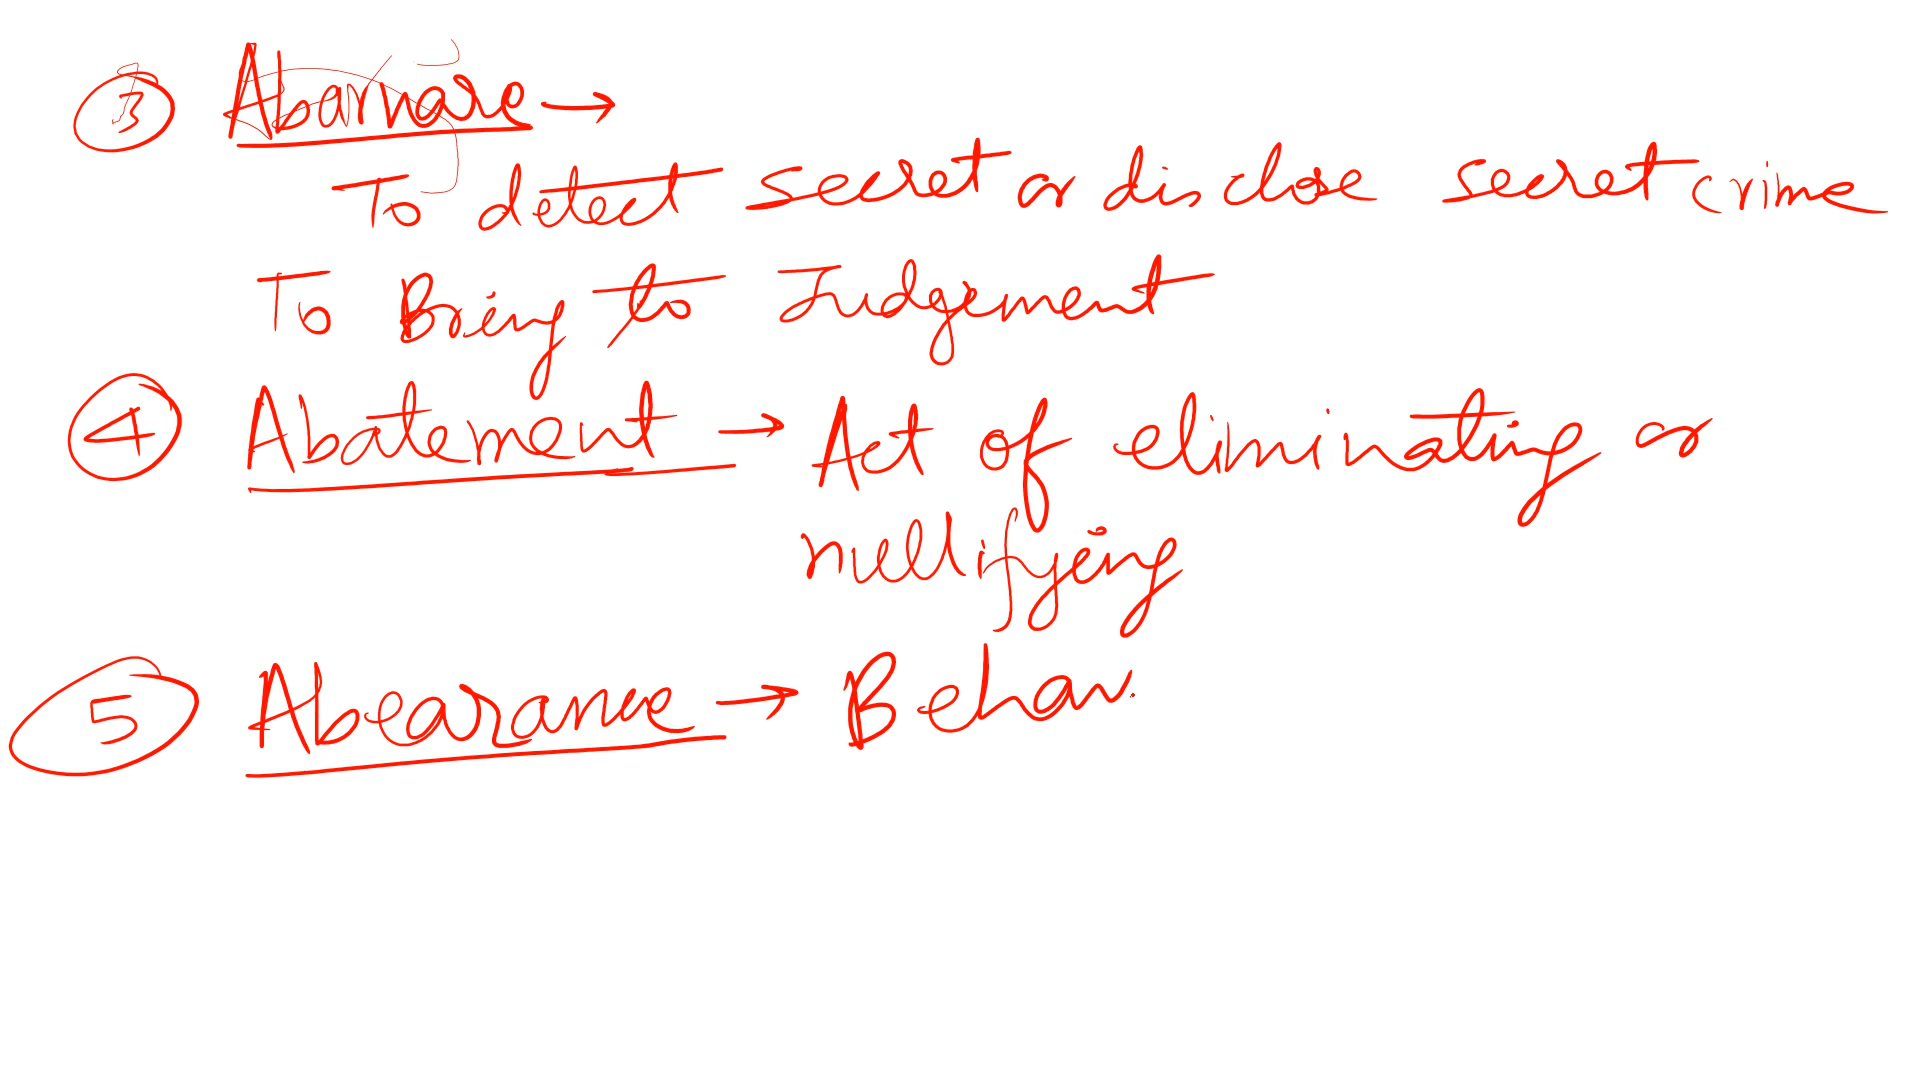 3 Abarnare →
To detect secret or disclose secret crime
To Bring to Judgement
4 Abatement → Act of eliminating or
nullifying
5 Abearance → Behav